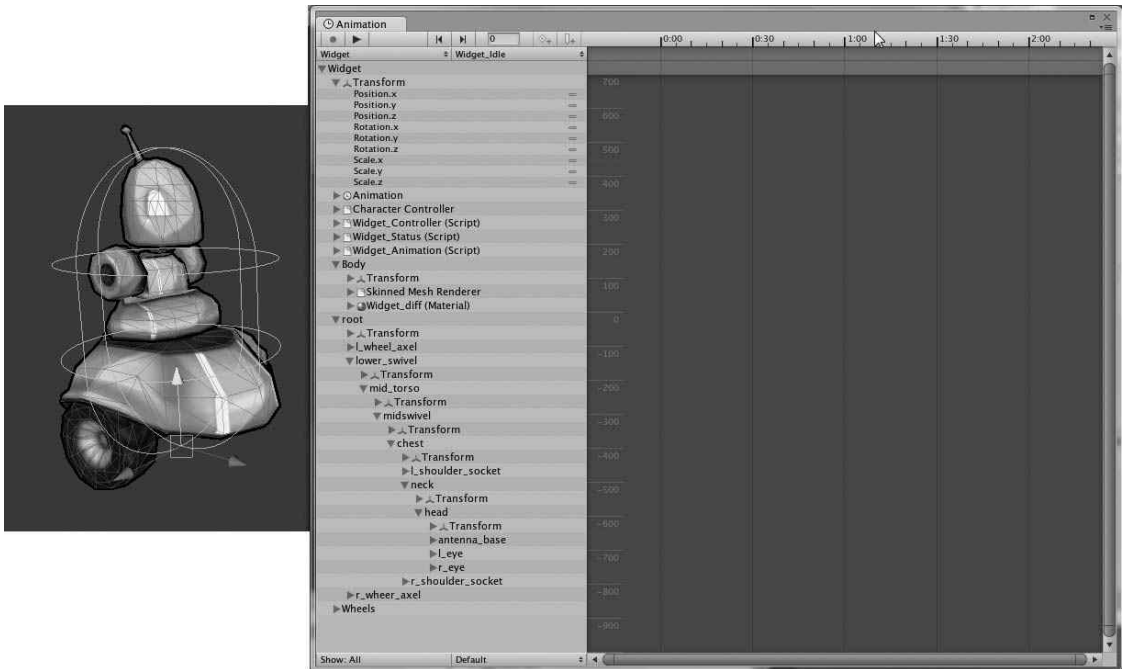 Animation
0 0:00 0:30 1:00 1:30 2:00
Widget Widget_Idle
Widget
Transform
Position.x
Position.y
Position.z
Rotation.x
Rotation.y
Rotation.z
Scale.x
Scale.y
Scale.z
Animation
Character Controller
Widget_Controller (Script)
Widget_Status (Script)
Widget_Animation (Script)
Body
Transform
Skinned Mesh Renderer
Widget_diff (Material)
root
Transform
l_wheel_axel
lower_swivel
Transform
mid_torso
Transform
midswivel
Transform
chest
Transform
l_shoulder_socket
neck
Transform
head
Transform
antenna_base
l_eye
r_eye
r_shoulder_socket
r_wheer_axel
Wheels
Show: All Default
700
600
500
400
300
200
100
0
-100
-200
-300
-400
-500
-600
-700
-800
-900